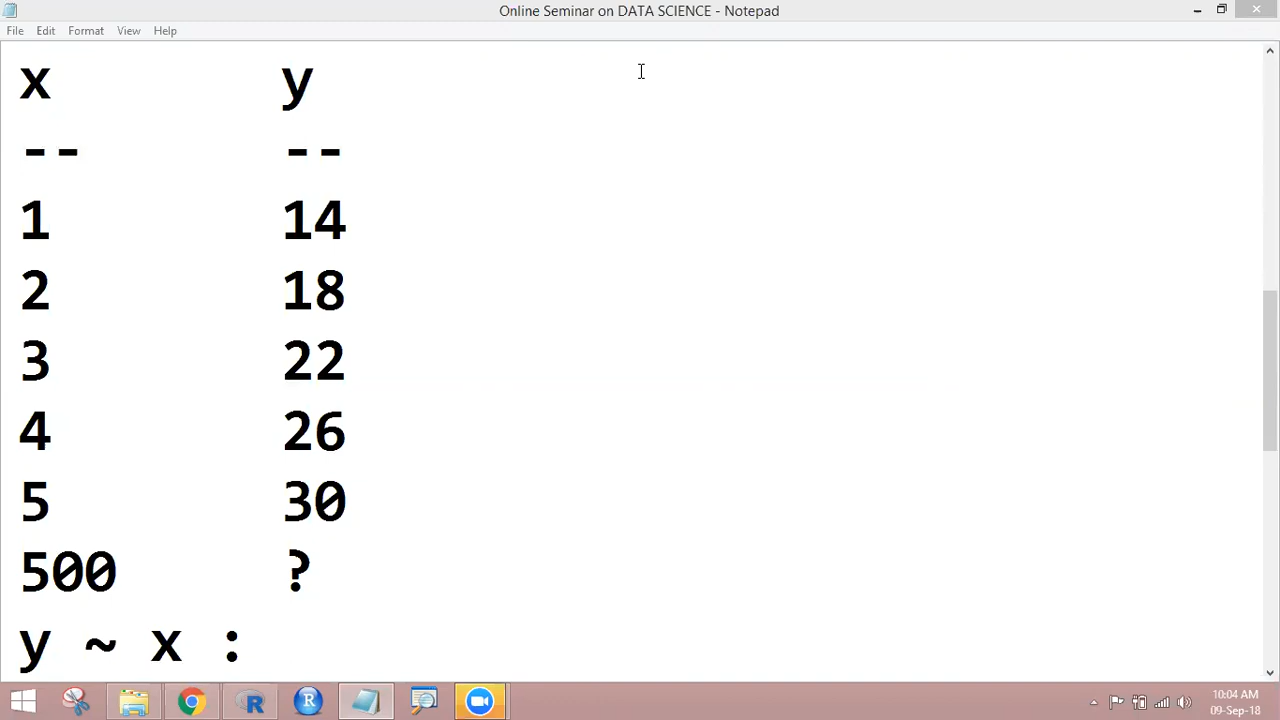 Online Seminar on DATA SCIENCE - Notepad
File Edit Format View Help
x y
-- --
1 14
2 18
3 22
4 26
5 30
500 ?
y ~ x :
R R
10:04 AM
09-Sep-18